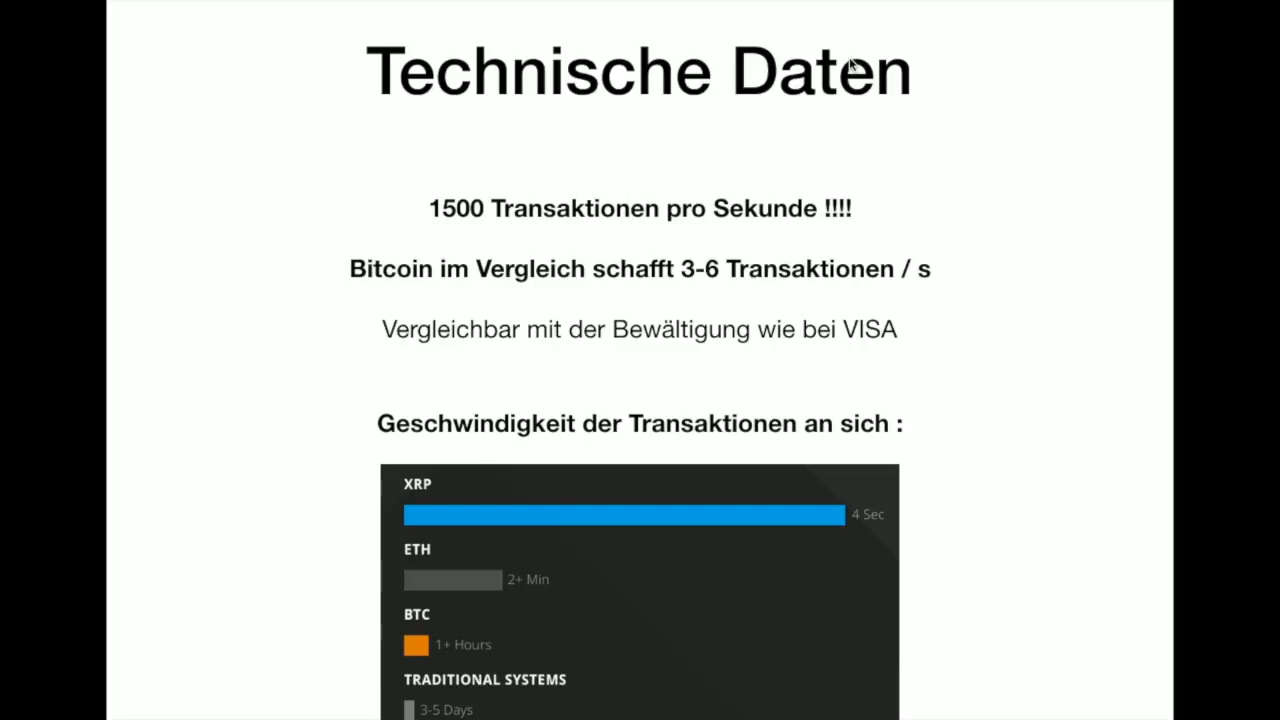 Technische Daten
1500 Transaktionen pro Sekunde !!!!
Bitcoin im Vergleich schafft 3-6 Transaktionen / s
Vergleichbar mit der Bewältigung wie bei VISA
Geschwindigkeit der Transaktionen an sich :
XRP
4 Sec
ETH
2+ Min
BTC
1+ Hours
TRADITIONAL SYSTEMS
3-5 Days